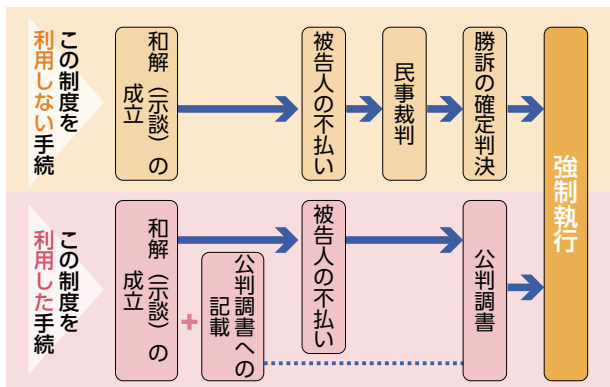 この制度を
利用しない手続
和解（示談）の
成立
被告人の不払い
民事裁判
勝訴の確定判決
強制執行
この制度を
利用した手続
和解（示談）の
成立
+
公判調書への
記載
被告人の不払い
公判調書